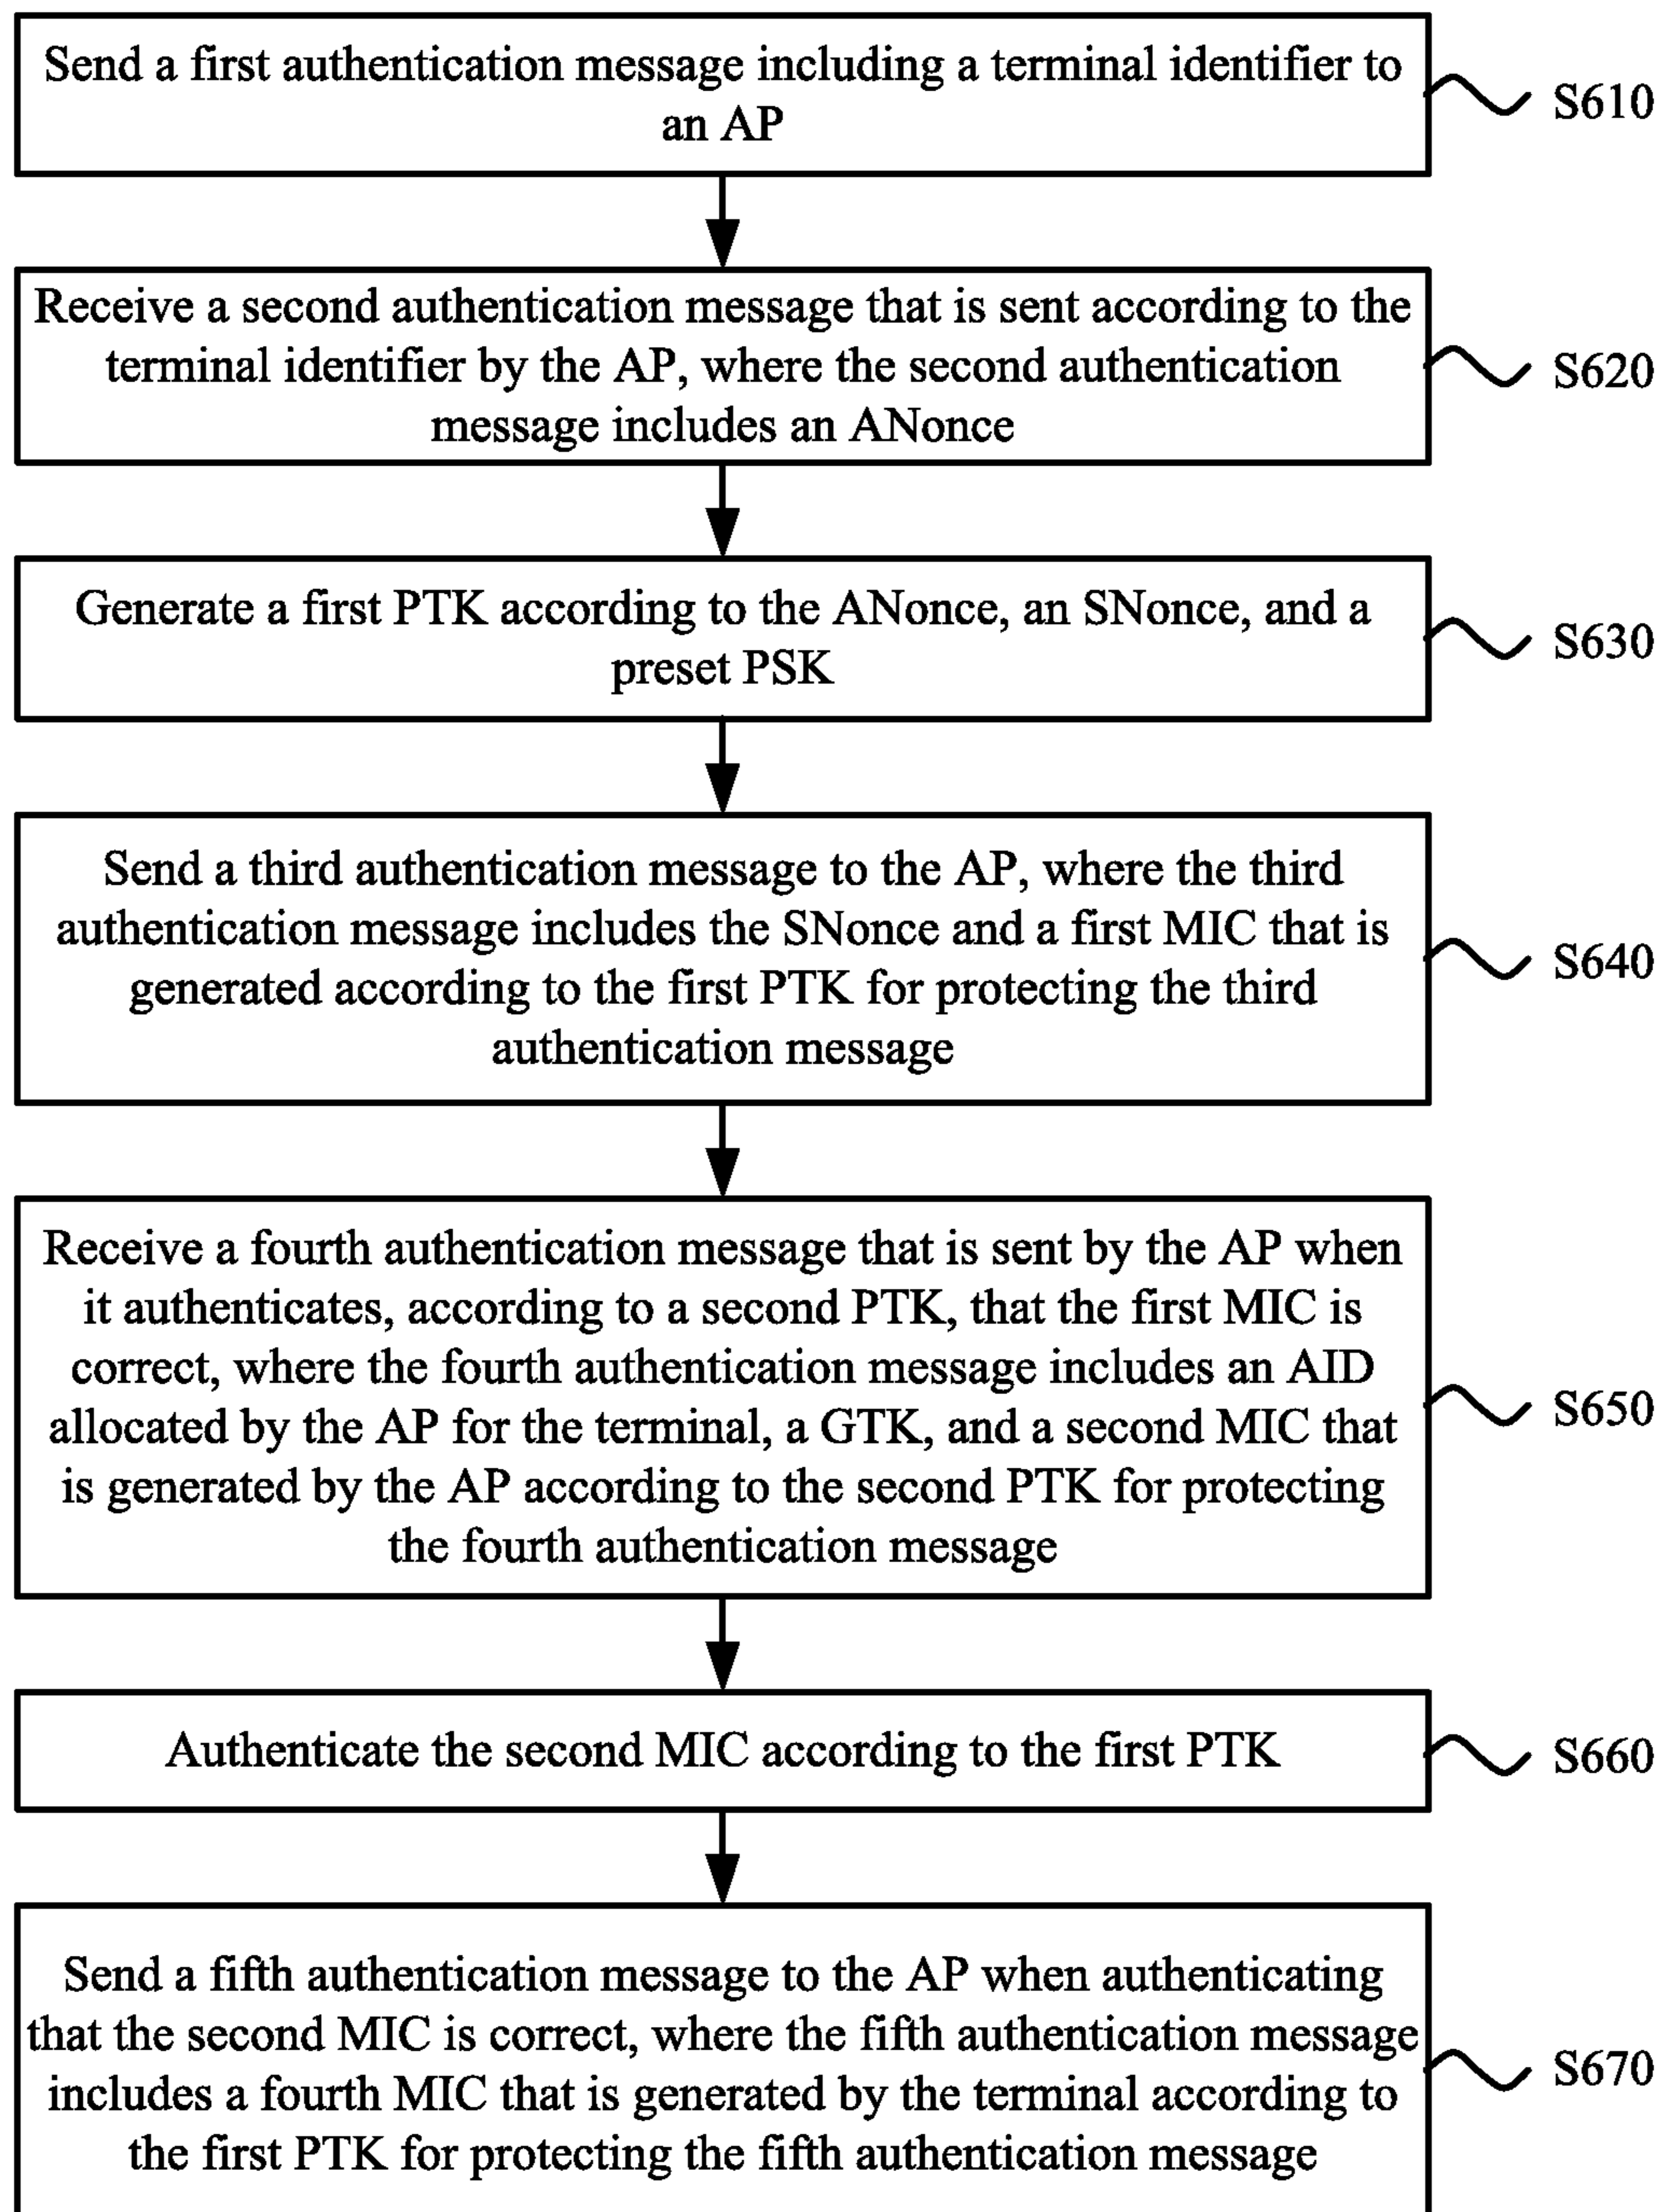 Send a first authentication message including a terminal identifier to
an AP
S610
Receive a second authentication message that is sent according to the
terminal identifier by the AP, where the second authentication
message includes an ANonce
S620
Generate a first PTK according to the ANonce, an SNonce, and a
preset PSK
S630
Send a third authentication message to the AP, where the third
authentication message includes the SNonce and a first MIC that is
generated according to the first PTK for protecting the third
authentication message
S640
Receive a fourth authentication message that is sent by the AP when
it authenticates, according to a second PTK, that the first MIC is
correct, where the fourth authentication message includes an AID
allocated by the AP for the terminal, a GTK, and a second MIC that
is generated by the AP according to the second PTK for protecting
the fourth authentication message
S650
Authenticate the second MIC according to the first PTK
S660
Send a fifth authentication message to the AP when authenticating
that the second MIC is correct, where the fifth authentication message
includes a fourth MIC that is generated by the terminal according to
the first PTK for protecting the fifth authentication message
S670